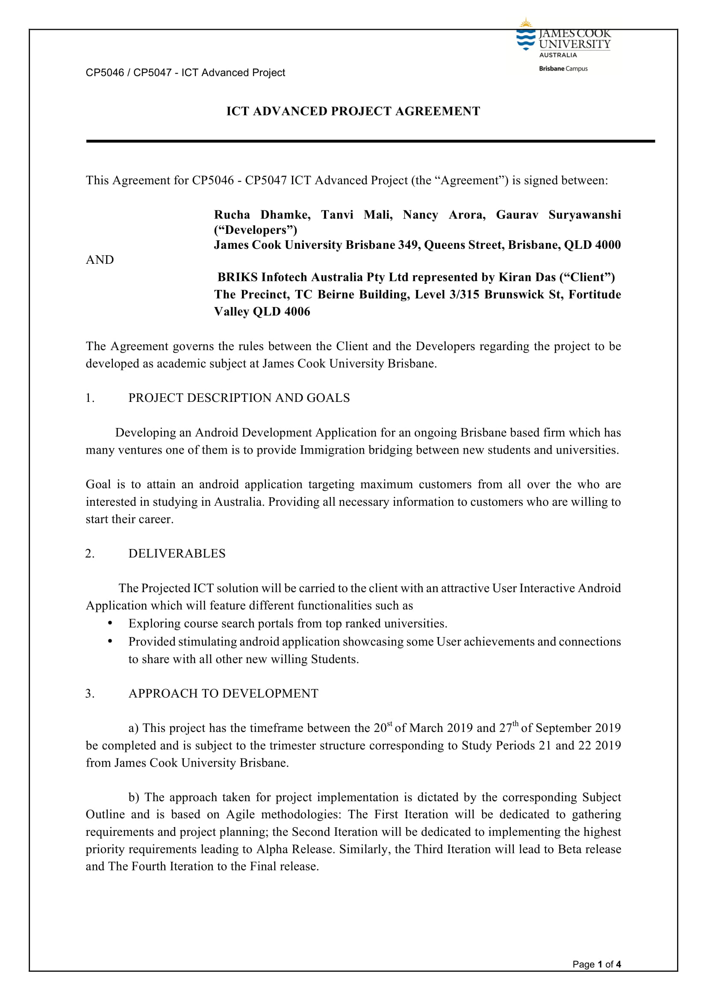 JAMES COOK
UNIVERSITY
AUSTRALIA
Brisbane Campus
CP5046 / CP5047 - ICT Advanced Project
ICT ADVANCED PROJECT AGREEMENT
This Agreement for CP5046 - CP5047 ICT Advanced Project (the “Agreement”) is signed between:
Rucha Dhamke, Tanvi Mali, Nancy Arora, Gaurav Suryawanshi
(“Developers”)
James Cook University Brisbane 349, Queens Street, Brisbane, QLD 4000
AND
BRIKS Infotech Australia Pty Ltd represented by Kiran Das (“Client”)
The Precinct, TC Beirne Building, Level 3/315 Brunswick St, Fortitude
Valley QLD 4006
The Agreement governs the rules between the Client and the Developers regarding the project to be
developed as academic subject at James Cook University Brisbane.
1. PROJECT DESCRIPTION AND GOALS
Developing an Android Development Application for an ongoing Brisbane based firm which has
many ventures one of them is to provide Immigration bridging between new students and universities.
Goal is to attain an android application targeting maximum customers from all over the who are
interested in studying in Australia. Providing all necessary information to customers who are willing to
start their career.
2. DELIVERABLES
The Projected ICT solution will be carried to the client with an attractive User Interactive Android
Application which will feature different functionalities such as
• Exploring course search portals from top ranked universities.
• Provided stimulating android application showcasing some User achievements and connections
to share with all other new willing Students.
3. APPROACH TO DEVELOPMENT
a) This project has the timeframe between the 20st of March 2019 and 27th of September 2019
be completed and is subject to the trimester structure corresponding to Study Periods 21 and 22 2019
from James Cook University Brisbane.
b) The approach taken for project implementation is dictated by the corresponding Subject
Outline and is based on Agile methodologies: The First Iteration will be dedicated to gathering
requirements and project planning; the Second Iteration will be dedicated to implementing the highest
priority requirements leading to Alpha Release. Similarly, the Third Iteration will lead to Beta release
and The Fourth Iteration to the Final release.
Page 1 of 4